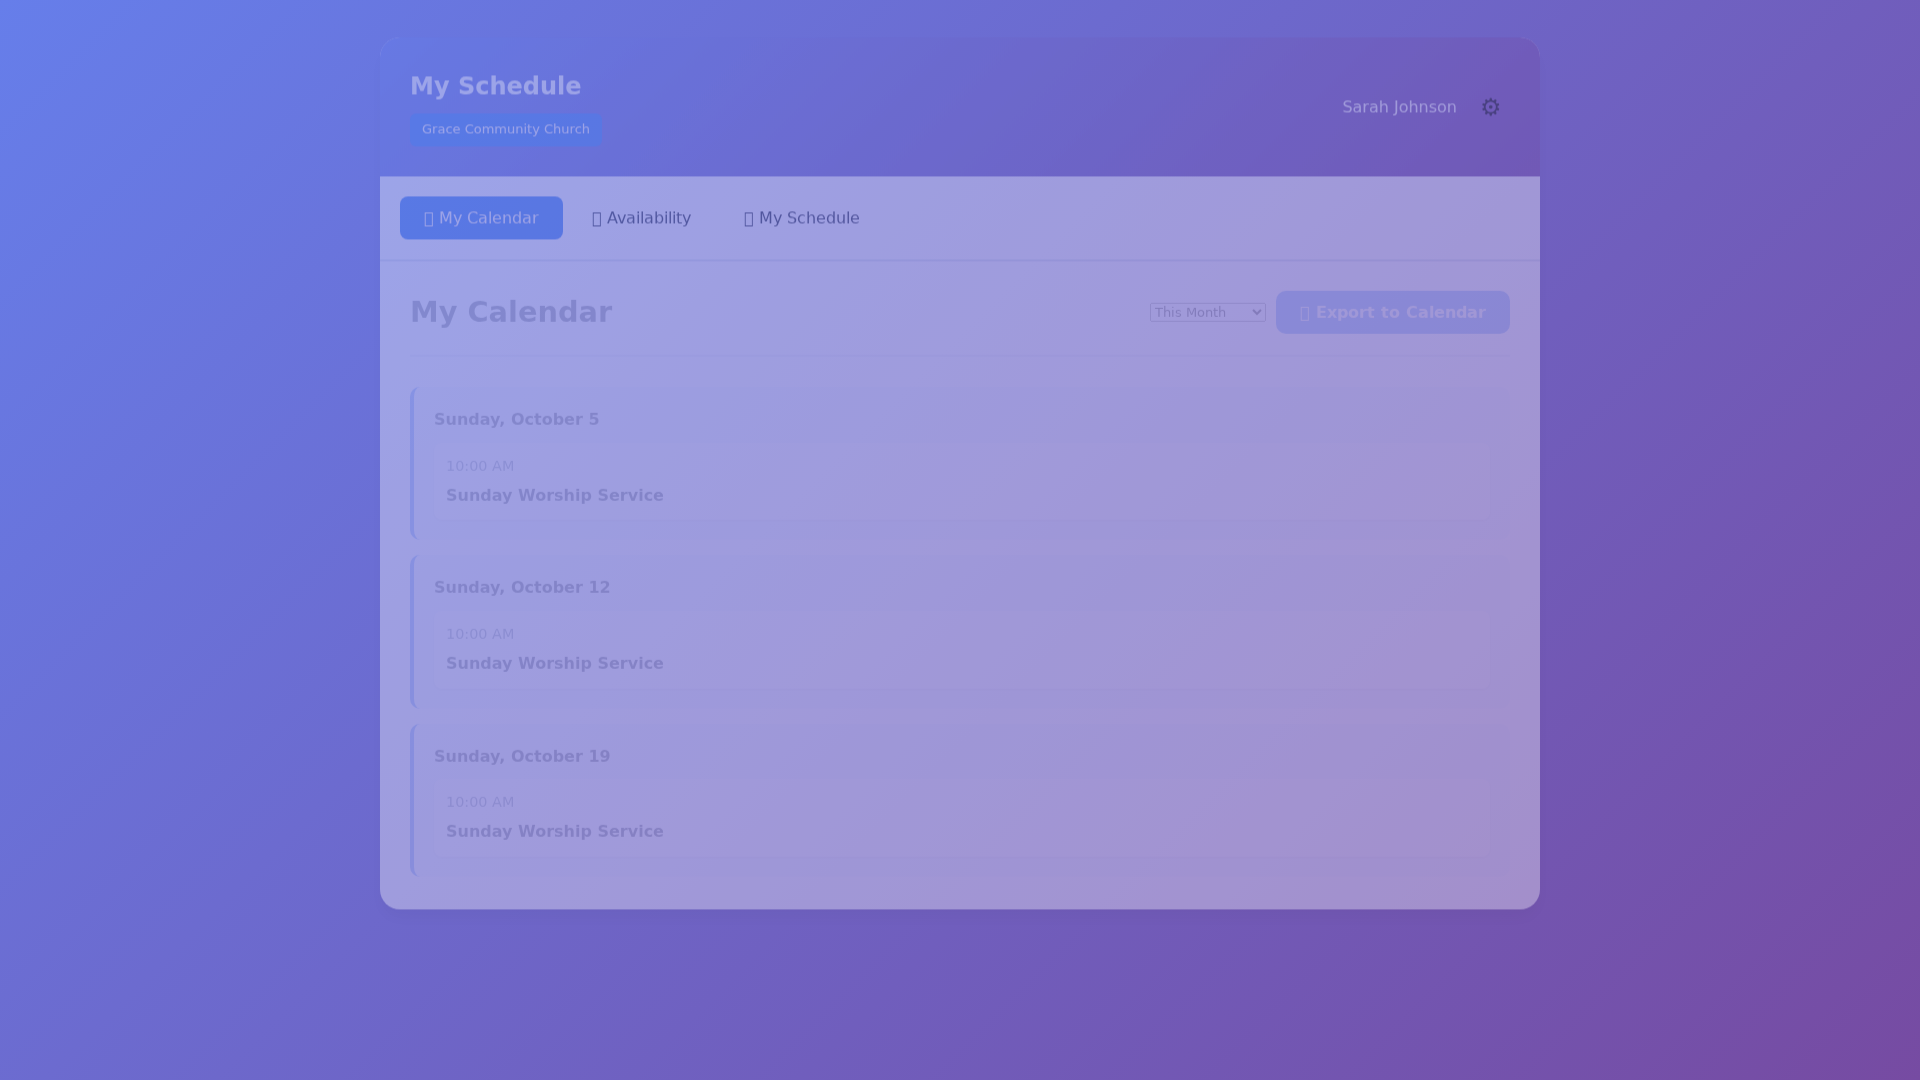 My Schedule
Grace Community Church
Sarah Johnson
My Calendar
Availability
My Schedule
My Calendar
This Month
Export to Calendar
Sunday, October 5
10:00 AM
Sunday Worship Service
Sunday, October 12
10:00 AM
Sunday Worship Service
Sunday, October 19
10:00 AM
Sunday Worship Service